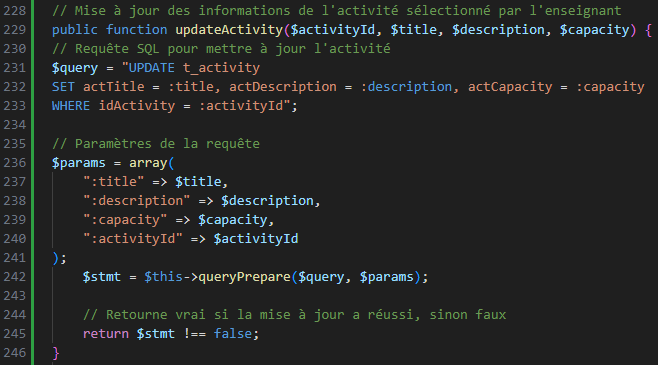 228 // Mise à jour des informations de l'activité sélectionné par l'enseignant
229 public function updateActivity($activityId, $title, $description, $capacity) {
230 // Requête SQL pour mettre à jour l'activité
231 $query = "UPDATE t_activity
232 SET actTitle = :title, actDescription = :description, actCapacity = :capacity
233 WHERE idActivity = :activityId";
234
235 // Paramètres de la requête
236 $params = array(
237     ":title" => $title,
238     ":description" => $description,
239     ":capacity" => $capacity,
240     ":activityId" => $activityId
241 );
242     $stmt = $this->queryPrepare($query, $params);
243
244     // Retourne vrai si la mise à jour a réussi, sinon faux
245     return $stmt !== false;
246 }